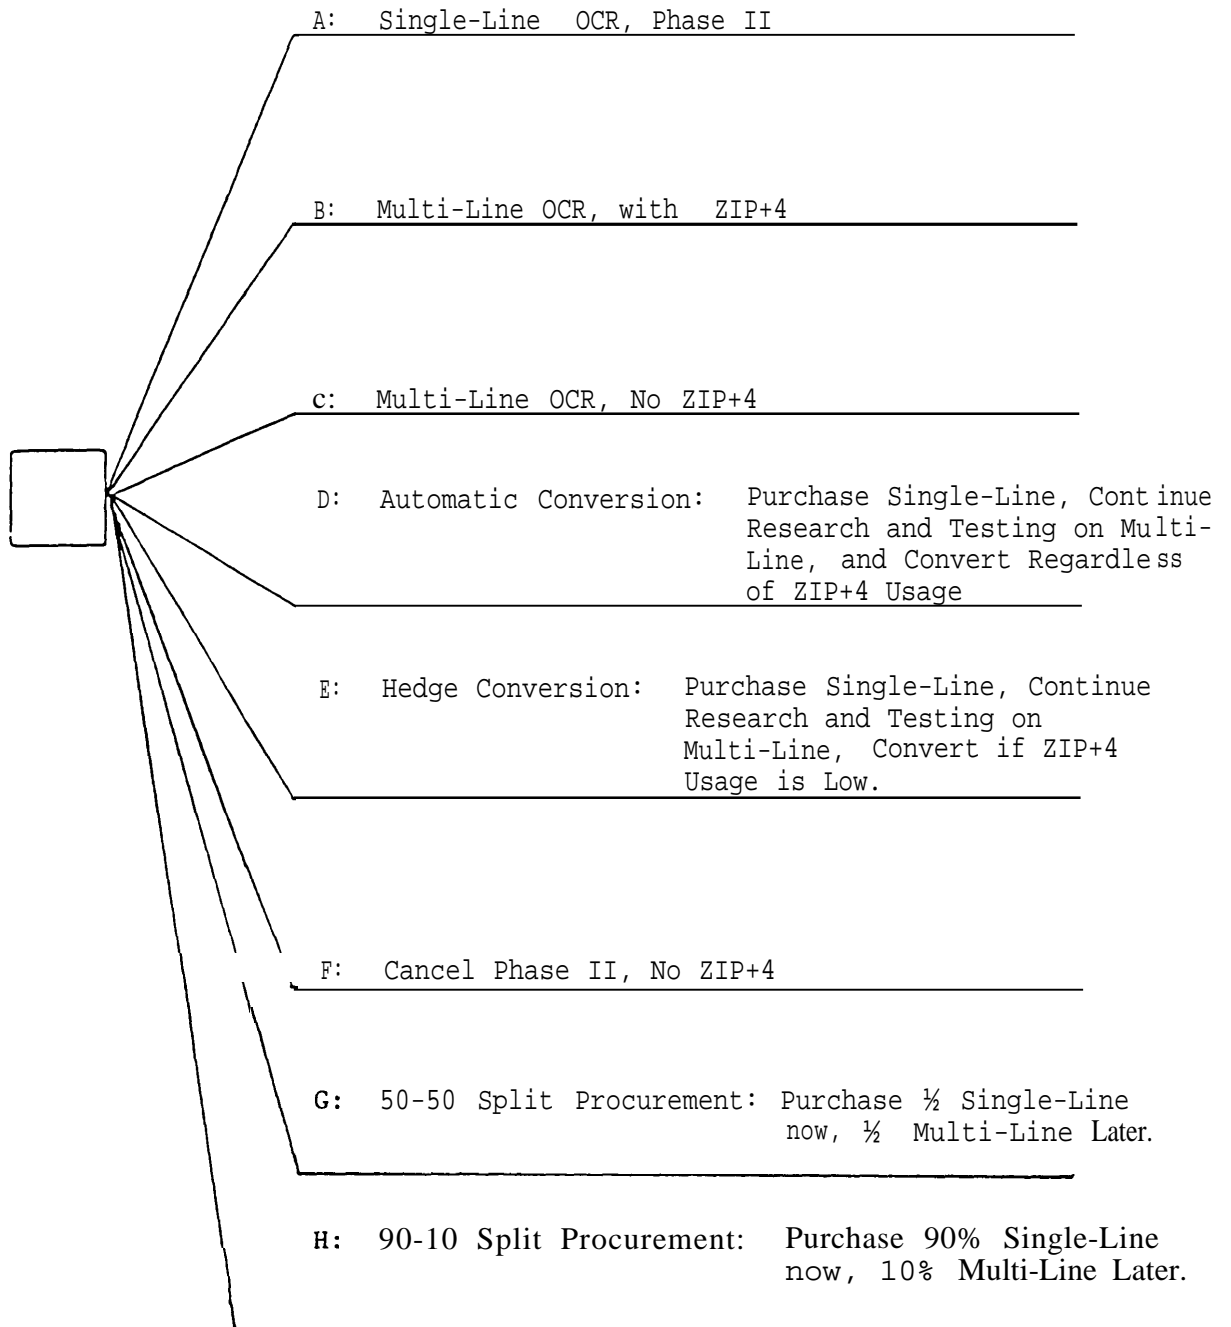 A: Single-Line OCR, Phase II
B: Multi-Line OCR, with ZIP+4
c: Multi-Line OCR, No ZIP+4
D: Automatic Conversion: Purchase Single-Line, Continue
Research and Testing on Multi-
Line, and Convert Regardless
of ZIP+4 Usage
E: Hedge Conversion: Purchase Single-Line, Continue
Research and Testing on
Multi-Line, Convert if ZIP+4
Usage is Low.
F: Cancel Phase II, No ZIP+4
G: 50-50 Split Procurement: Purchase ½ Single-Line
now, ½ Multi-Line Later.
H: 90-10 Split Procurement: Purchase 90% Single-Line
now, 10% Multi-Line Later.